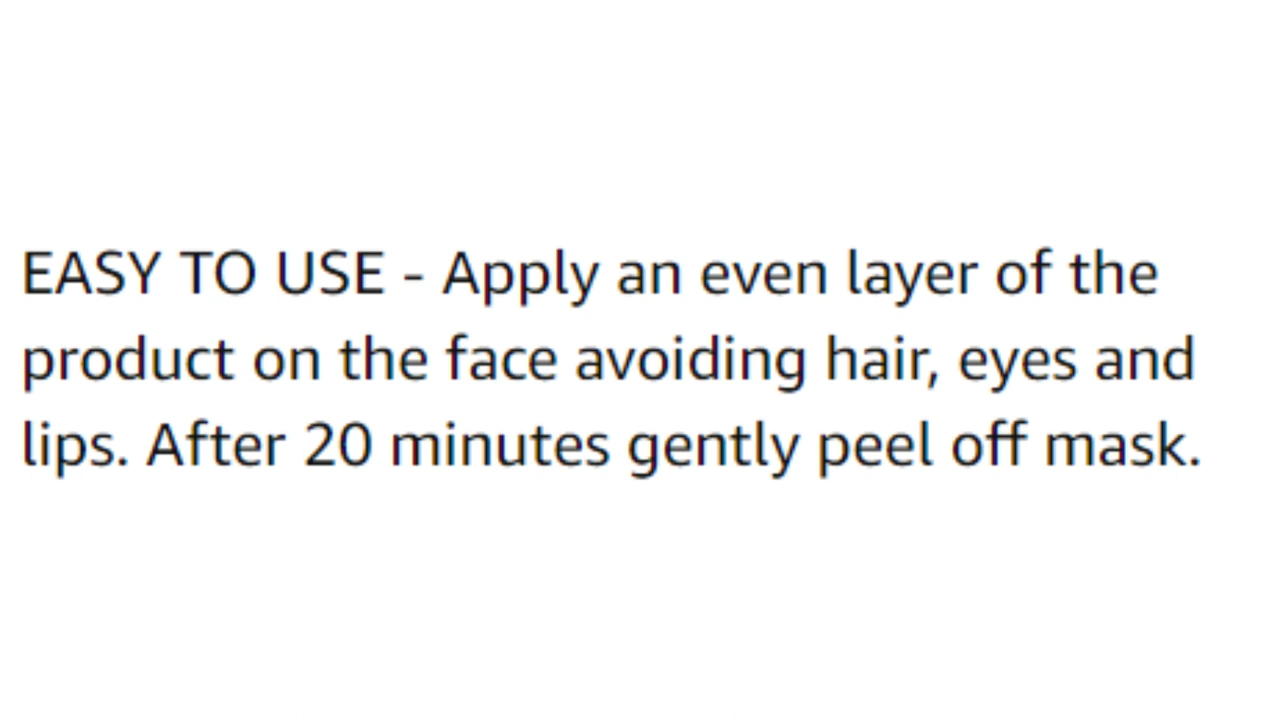 EASY TO USE - Apply an even layer of the
product on the face avoiding hair, eyes and
lips. After 20 minutes gently peel off mask.